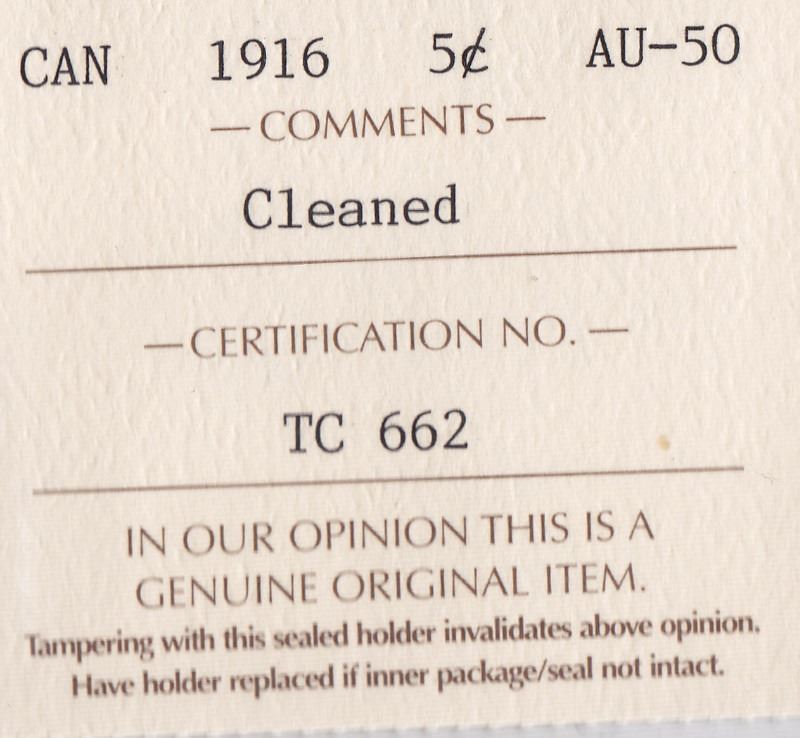 CAN 1916 5¢ AU-50
— COMMENTS —
Cleaned
— CERTIFICATION NO. —
TC 662
IN OUR OPINION THIS IS A
GENUINE ORIGINAL ITEM.
Tampering with this sealed holder invalidates above opinion.
Have holder replaced if inner package/seal not intact.